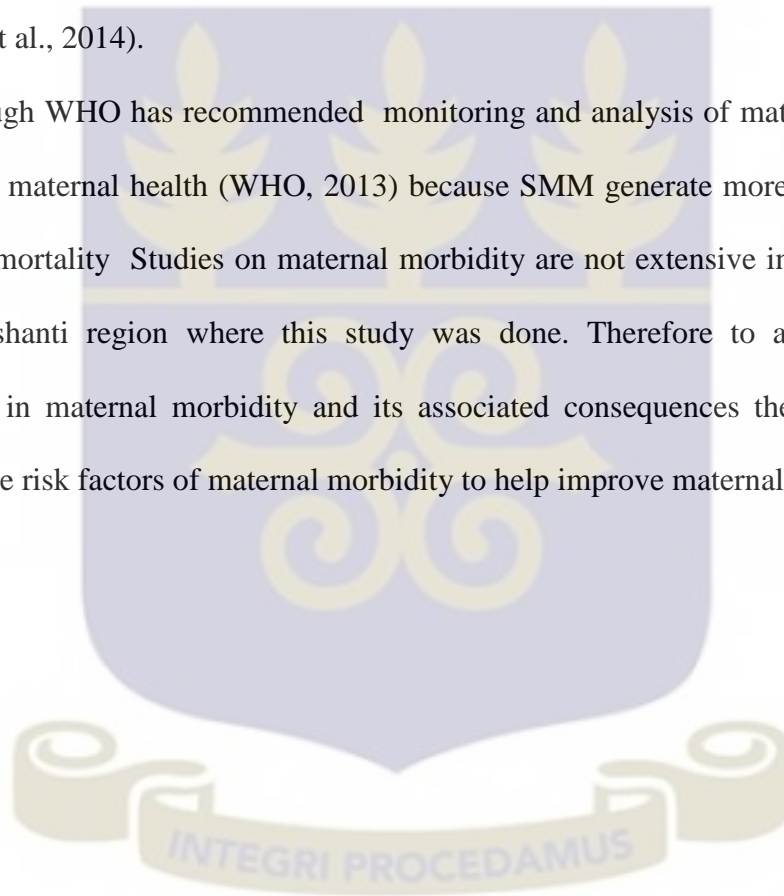 t al., 2014).
ugh WHO has recommended monitoring and analysis of mat
maternal health (WHO, 2013) because SMM generate more
mortality Studies on maternal morbidity are not extensive in
shanti region where this study was done. Therefore to a
in maternal morbidity and its associated consequences the
e risk factors of maternal morbidity to help improve maternal
INTEGRI PROCEDAMUS